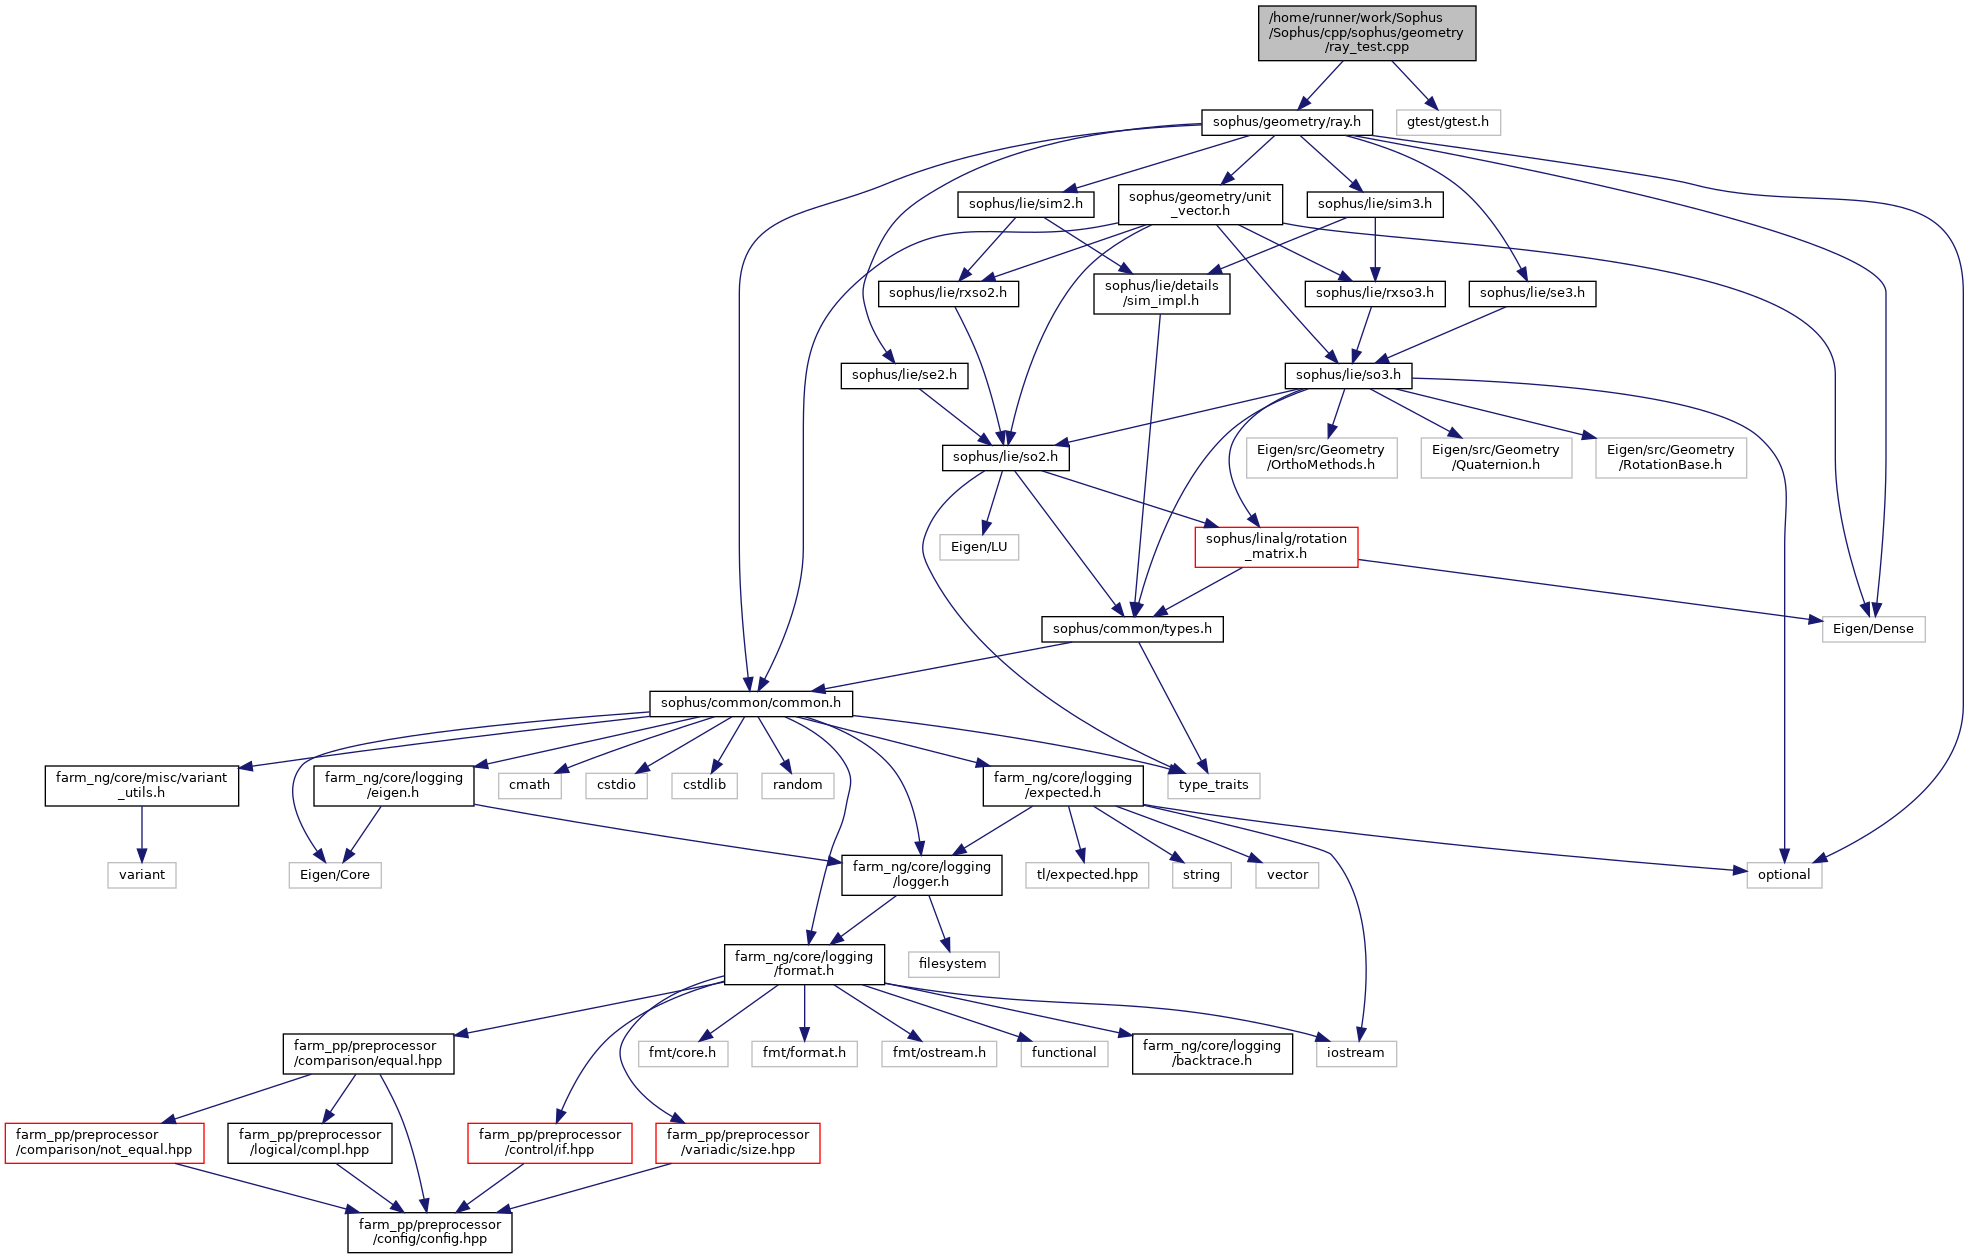 /home/runner/work/Sophus
/Sophus/cpp/sophus/geometry
/ray_test.cpp
sophus/geometry/ray.h
gtest/gtest.h
sophus/lie/sim2.h
sophus/geometry/unit
_vector.h
sophus/lie/sim3.h
sophus/lie/rxso2.h
sophus/lie/details
/sim_impl.h
sophus/lie/rxso3.h
sophus/lie/se3.h
sophus/lie/se2.h
sophus/lie/so3.h
sophus/lie/so2.h
Eigen/src/Geometry
/OrthoMethods.h
Eigen/src/Geometry
/Quaternion.h
Eigen/src/Geometry
/RotationBase.h
Eigen/LU
sophus/linalg/rotation
_matrix.h
sophus/common/types.h
Eigen/Dense
sophus/common/common.h
farm_ng/core/misc/variant
_utils.h
farm_ng/core/logging
/eigen.h
cmath
cstdio
cstdlib
random
farm_ng/core/logging
/expected.h
type_traits
variant
Eigen/Core
farm_ng/core/logging
/logger.h
tl/expected.hpp
string
vector
optional
farm_ng/core/logging
/format.h
filesystem
farm_pp/preprocessor
/comparison/equal.hpp
fmt/core.h
fmt/format.h
fmt/ostream.h
functional
farm_ng/core/logging
/backtrace.h
iostream
farm_pp/preprocessor
/comparison/not_equal.hpp
farm_pp/preprocessor
/logical/compl.hpp
farm_pp/preprocessor
/control/if.hpp
farm_pp/preprocessor
/variadic/size.hpp
farm_pp/preprocessor
/config/config.hpp